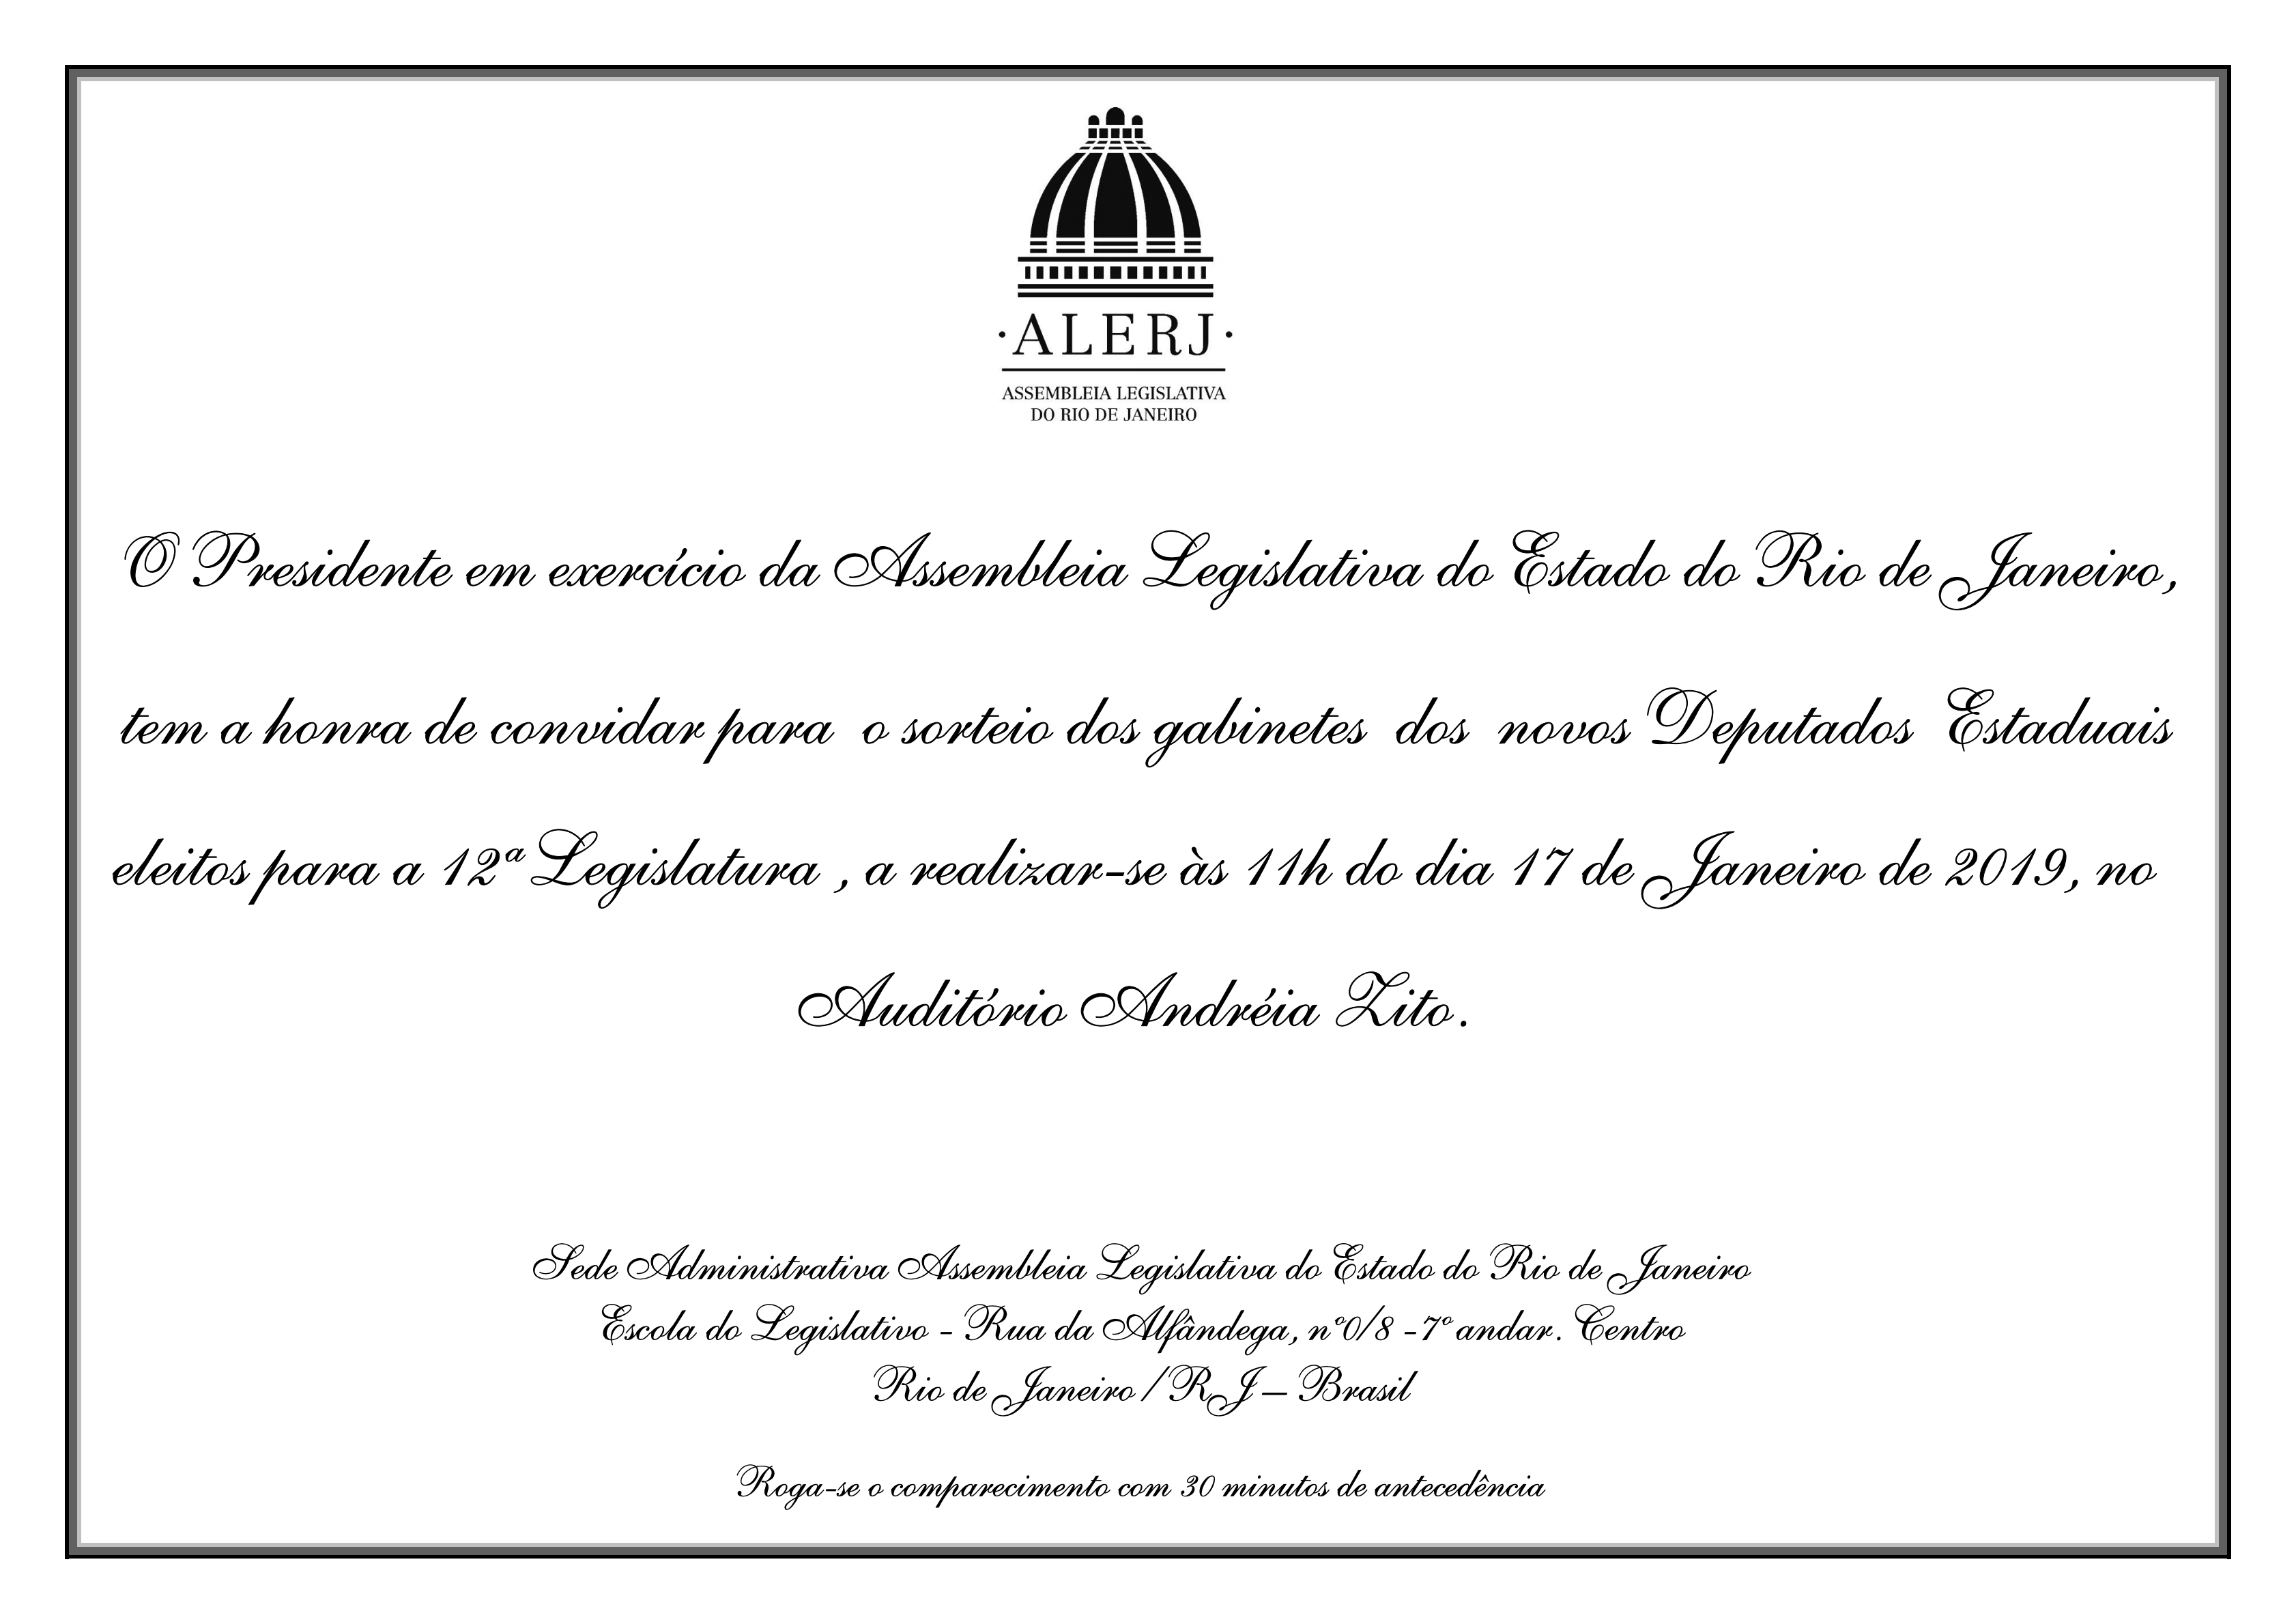 ·ALERJ·
ASSEMBLEIA LEGISLATIVA
DO RIO DE JANEIRO
O Presidente em exercício da Assembleia Legislativa do Estado do Rio de Janeiro,
tem a honra de convidar para o sorteio dos gabinetes dos novos Deputados Estaduais
eleitos para a 12ª Legislatura , a realizar-se às 11h do dia 17 de Janeiro de 2019, no
Auditório Andréia Zito.
Sede Administrativa Assembleia Legislativa do Estado do Rio de Janeiro
Escola do Legislativo - Rua da Alfândega, nº0/8 -7º andar. Centro
Rio de Janeiro / RJ – Brasil
Roga-se o comparecimento com 30 minutos de antecedência